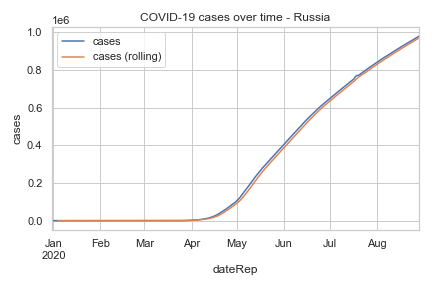 COVID-19 cases over time - Russia
1e6
cases
cases (rolling)
1.0
0.8
0.6
0.4
0.2
0.0
cases
Jan Feb Mar Apr May Jun Jul Aug
2020
dateRep